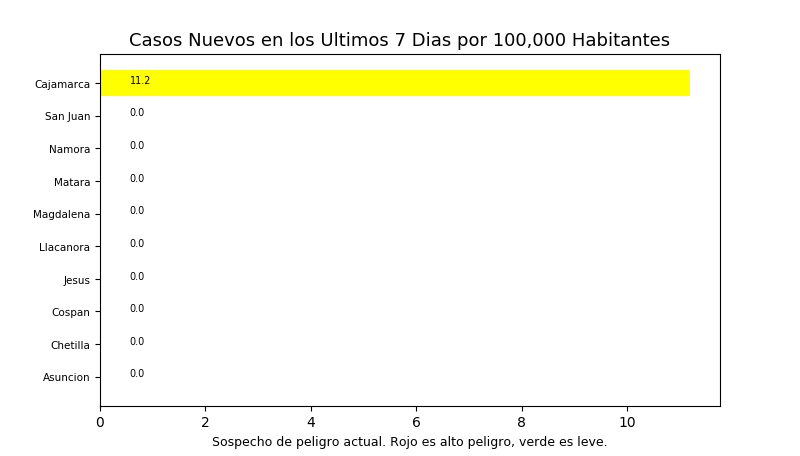 Casos Nuevos en los Ultimos 7 Dias por 100,000 Habitantes
Cajamarca 11.2
San Juan 0.0
Namora 0.0
Matara 0.0
Magdalena 0.0
Llacanora 0.0
Jesus 0.0
Cospan 0.0
Chetilla 0.0
Asuncion 0.0
0 2 4 6 8 10
Sospecho de peligro actual. Rojo es alto peligro, verde es leve.